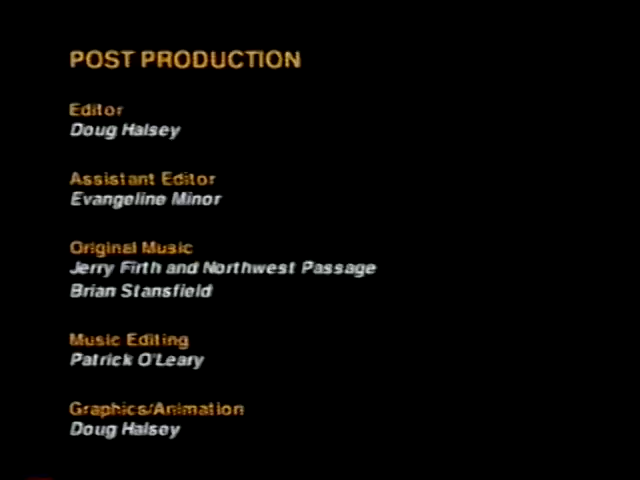 POST PRODUCTION
Editor
Doug Halsey
Assistant Editor
Evangeline Minor
Original Music
Jerry Firth and Northwest Passage
Brian Stansfield
Music Editing
Patrick O'Leary
Graphics/Animation
Doug Halsey